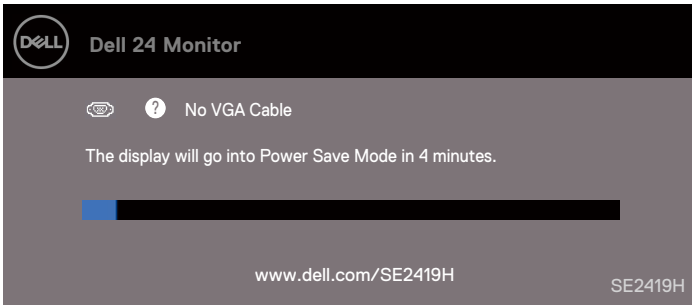 DELL
Dell 24 Monitor
? No VGA Cable
The display will go into Power Save Mode in 4 minutes.
www.dell.com/SE2419H
SE2419H